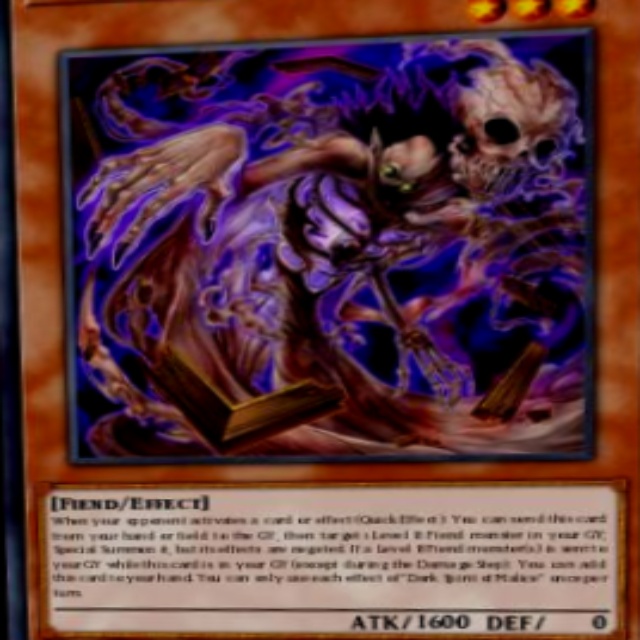 [FIEND/EFFECT]
When your opponent activates a card or effect (Quick Effect): You can send this card
from your hand or field to the GY, then target 1 Level 8 Fiend monster in your GY;
Special Summon it, but its effects are negated. If a Level 8 Fiend monster(s) is sent to
your GY while this card is in your GY (except during the Damage Step): You can add
this card to your hand. You can only use each effect of "Dark Spirit of Malice" once per
turn.
ATK/1600 DEF/ 0